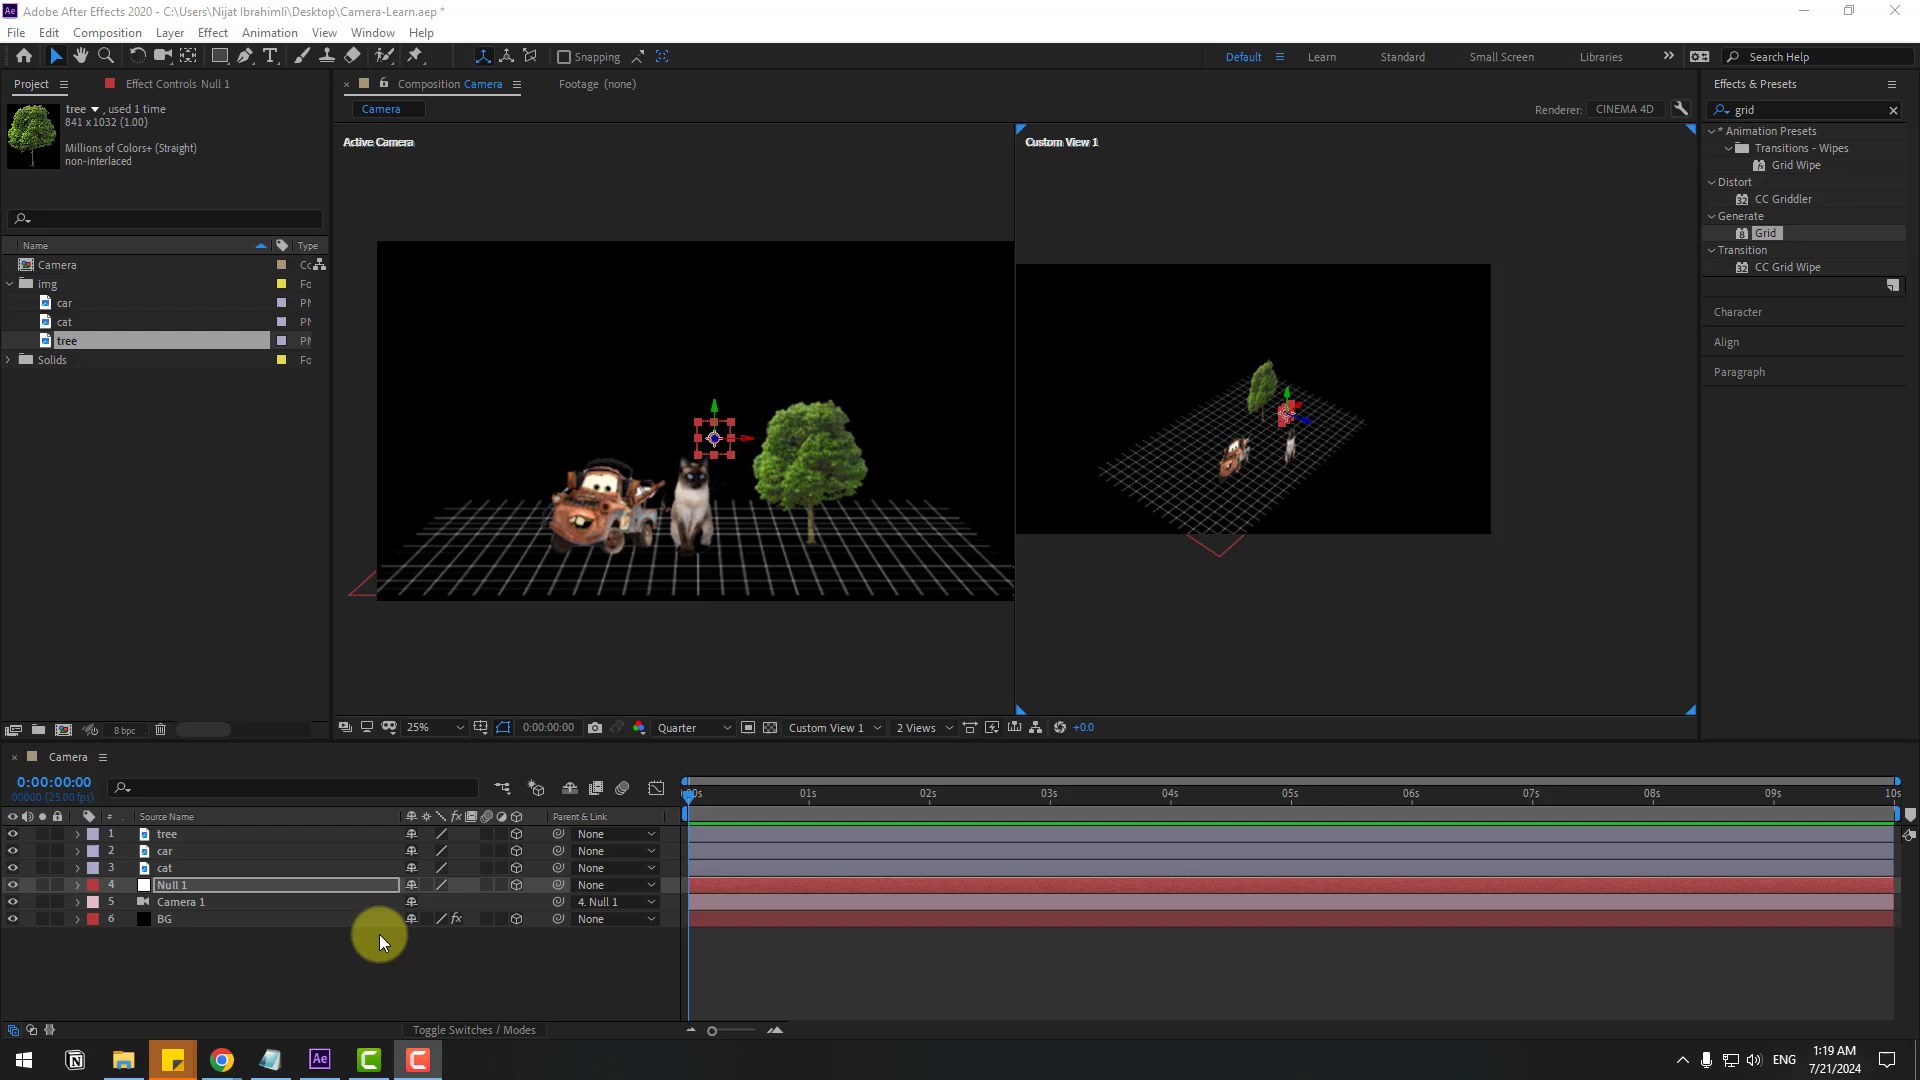 Adobe After Effects 2020 - C:\Users\Nijat Ibrahimli\Desktop\Camera-Learn.aep *
File Edit Composition Layer Effect Animation View Window Help
Snapping
Default Learn Standard Small Screen Libraries Search Help
Project Effect Controls Null 1
Composition Camera Footage (none)
Effects & Presets
tree, used 1 time
841 x 1032 (1.00)
Millions of Colors+ (Straight)
non-interlaced
Camera
Renderer: CINEMA 4D
grid
Active Camera
Custom View 1
* Animation Presets
Transitions - Wipes
Grid Wipe
Distort
CC Griddler
Generate
Grid
Transition
CC Grid Wipe
Character
Align
Paragraph
Name Type
Camera
img Fo
car
cat
tree
Solids Fo
8 bpc
25% 0:00:00:00 Quarter Custom View 1 2 Views +0.0
Camera
0:00:00:00
00000 (25.00 fps)
01s 02s 03s 04s 05s 06s 07s 08s 09s 10s
# Source Name Parent & Link
1 tree None
2 car None
3 cat None
4 Null 1 None
5 Camera 1 4. Null 1
6 BG fx None
Toggle Switches / Modes
ENG
1:19 AM
7/21/2024